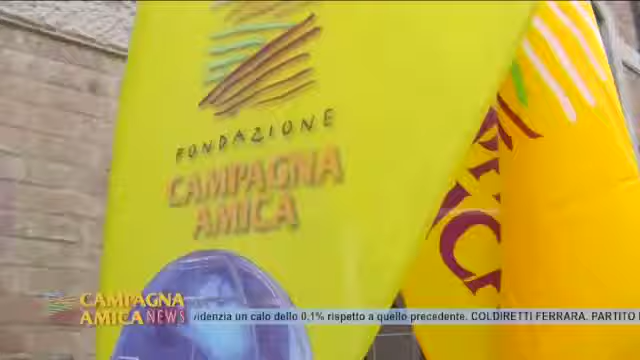 FONDAZIONE
CAMPAGNA
AMICA
CAMPAGNA
AMICA NEWS
videnzia un calo dello 0,1% rispetto a quello precedente. COLDIRETTI FERRARA. PARTITO